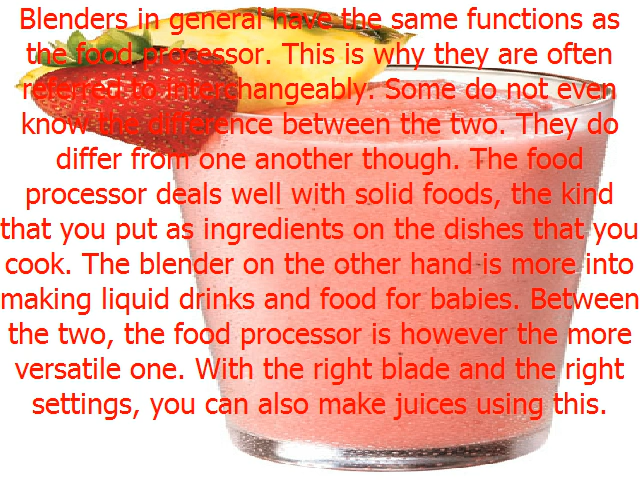 Blenders in general have the same functions as
the food processor. This is why they are often
referred to interchangeably. Some do not even
know the difference between the two. They do
differ from one another though. The food
processor deals well with solid foods, the kind
that you put as ingredients on the dishes that you
cook. The blender on the other hand is more into
making liquid drinks and food for babies. Between
the two, the food processor is however the more
versatile one. With the right blade and the right
settings, you can also make juices using this.